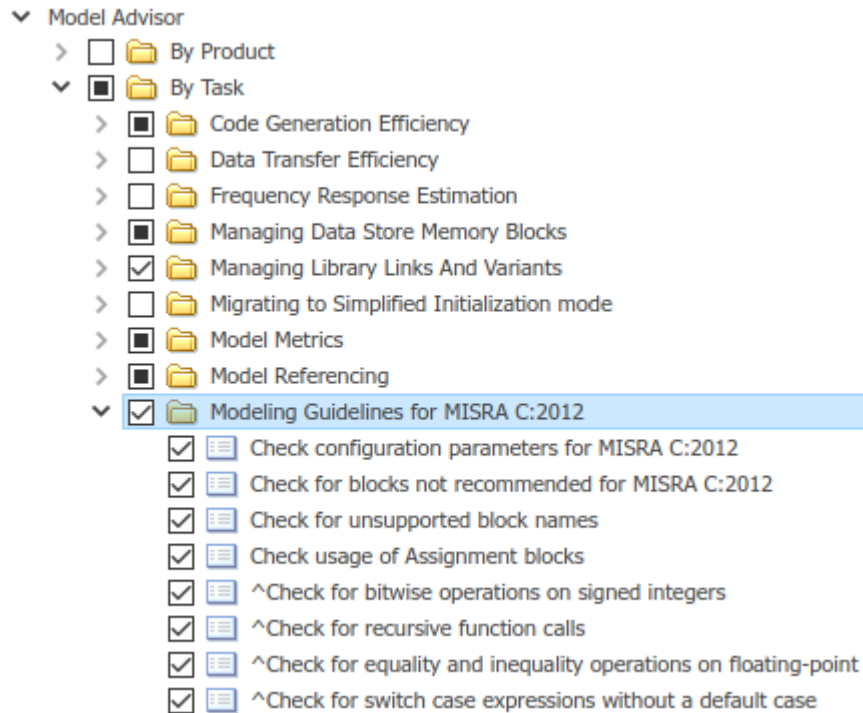 Model Advisor
By Product
By Task
Code Generation Efficiency
Data Transfer Efficiency
Frequency Response Estimation
Managing Data Store Memory Blocks
Managing Library Links And Variants
Migrating to Simplified Initialization mode
Model Metrics
Model Referencing
Modeling Guidelines for MISRA C:2012
Check configuration parameters for MISRA C:2012
Check for blocks not recommended for MISRA C:2012
Check for unsupported block names
Check usage of Assignment blocks
^Check for bitwise operations on signed integers
^Check for recursive function calls
^Check for equality and inequality operations on floating-point
^Check for switch case expressions without a default case